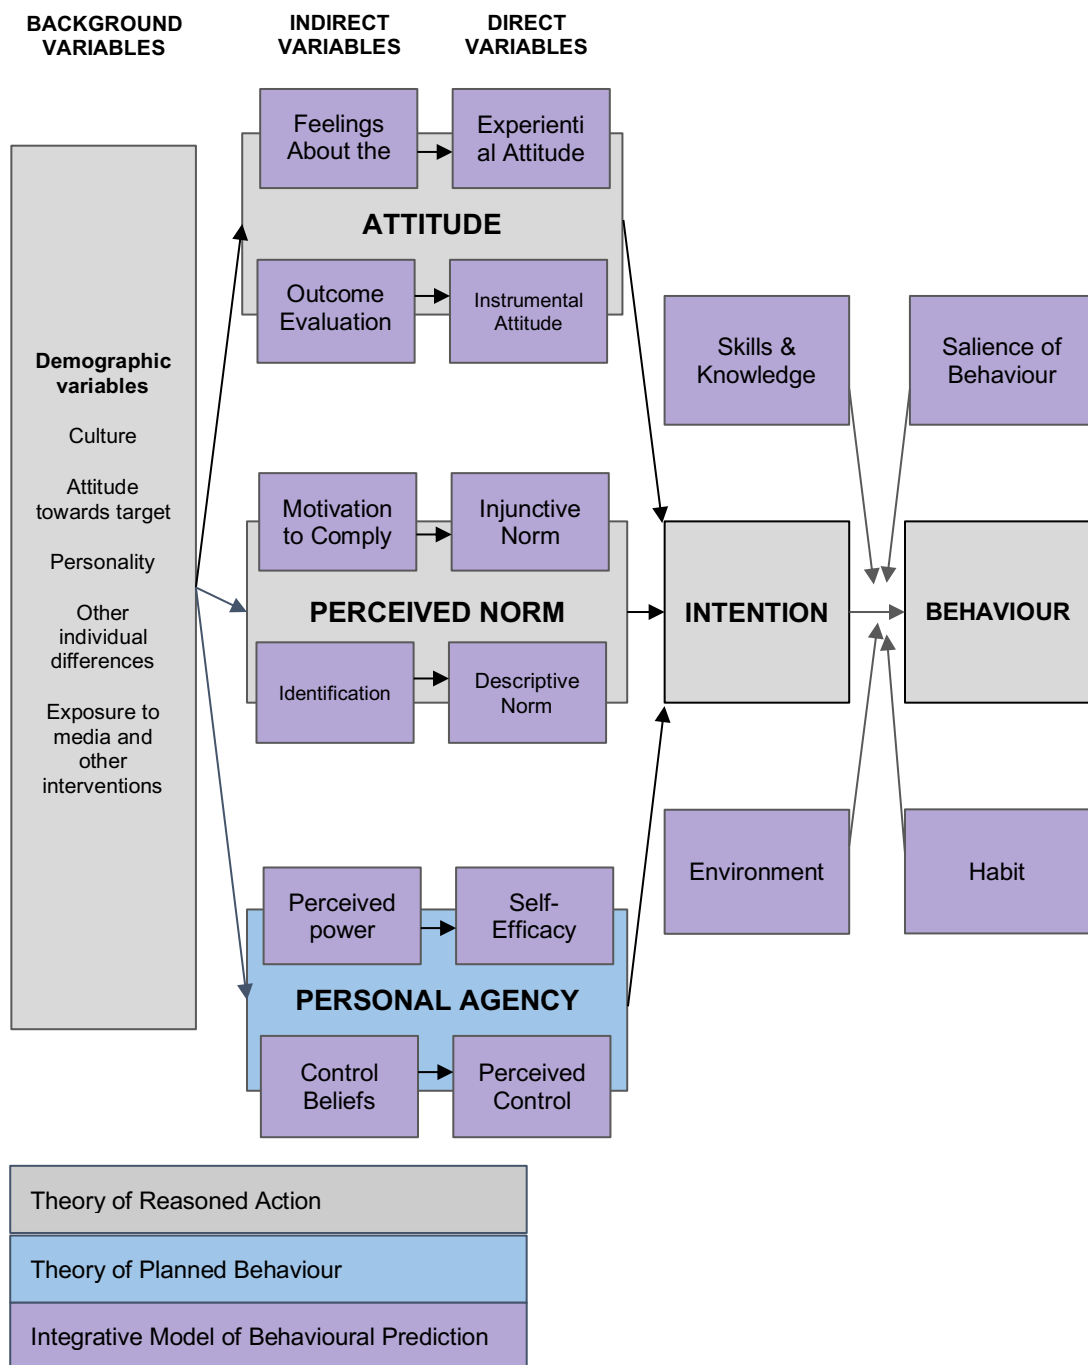 BACKGROUND
VARIABLES
INDIRECT
VARIABLES
DIRECT
VARIABLES
Feelings
About the
Experienti
al Attitude
ATTITUDE
Outcome
Evaluation
Instrumental
Attitude
Demographic
variables
Culture
Attitude
towards target
Personality
Other
individual
differences
Exposure to
media and
other
interventions
Motivation
to Comply
Injunctive
Norm
PERCEIVED NORM
Identification
Descriptive
Norm
Perceived
power
Self-
Efficacy
PERSONAL AGENCY
Control
Beliefs
Perceived
Control
Skills &
Knowledge
Salience of
Behaviour
INTENTION
BEHAVIOUR
Environment
Habit
Theory of Reasoned Action
Theory of Planned Behaviour
Integrative Model of Behavioural Prediction